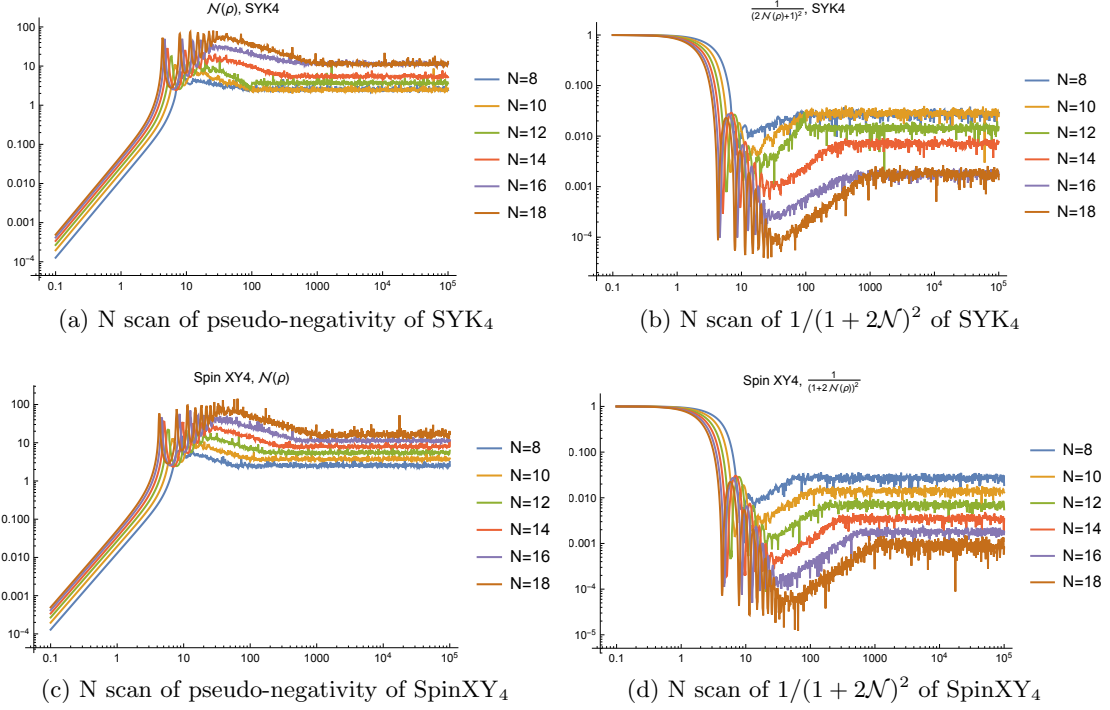 𝒩(ρ), SYK4
100
10
1
0.100
0.010
0.001
10⁻⁴
0.1
1
10
100
1000
10⁴
10⁵
N=8
N=10
N=12
N=14
N=16
N=18
(a) N scan of pseudo-negativity of SYK₄
1/(2 𝒩(ρ)+1)², SYK4
1
0.100
0.010
0.001
10⁻⁴
0.1
1
10
100
1000
10⁴
10⁵
N=8
N=10
N=12
N=14
N=16
N=18
(b) N scan of 1/(1 + 2𝒩)² of SYK₄
Spin XY4, 𝒩(ρ)
100
10
1
0.100
0.010
0.001
10⁻⁴
0.1
1
10
100
1000
10⁴
10⁵
N=8
N=10
N=12
N=14
N=16
N=18
(c) N scan of pseudo-negativity of SpinXY₄
Spin XY4, 1/(1+2 𝒩(ρ))²
1
0.100
0.010
0.001
10⁻⁴
10⁻⁵
0.1
1
10
100
1000
10⁴
10⁵
N=8
N=10
N=12
N=14
N=16
N=18
(d) N scan of 1/(1 + 2𝒩)² of SpinXY₄